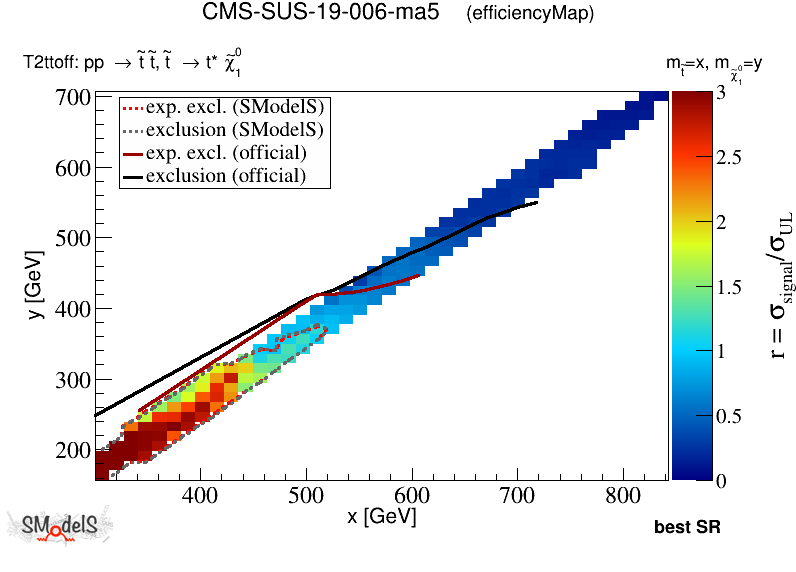 CMS-SUS-19-006-ma5 (efficiencyMap)
T2ttoff: pp → t̃ t̃, t̃ → t* χ̃⁰₁
m_t̃=x, m_χ̃⁰₁=y
exp. excl. (SModelS)
exclusion (SModelS)
exp. excl. (official)
exclusion (official)
700
600
500
400
300
200
y [GeV]
400 500 600 700 800
x [GeV]
3
2.5
2
1.5
1
0.5
0
r = σ_signal/σ_UL
best SR
SModelS